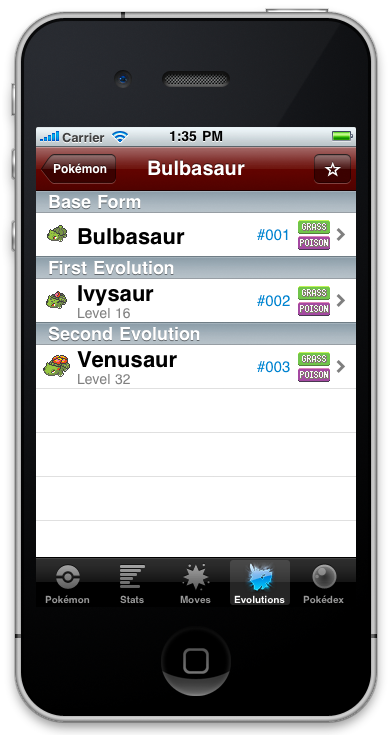 Carrier 1:35 PM
Pokémon Bulbasaur
Base Form
Bulbasaur #001 GRASS POISON
First Evolution
Ivysaur #002 GRASS POISON
Level 16
Second Evolution
Venusaur #003 GRASS POISON
Level 32
Pokémon Stats Moves Evolutions Pokédex